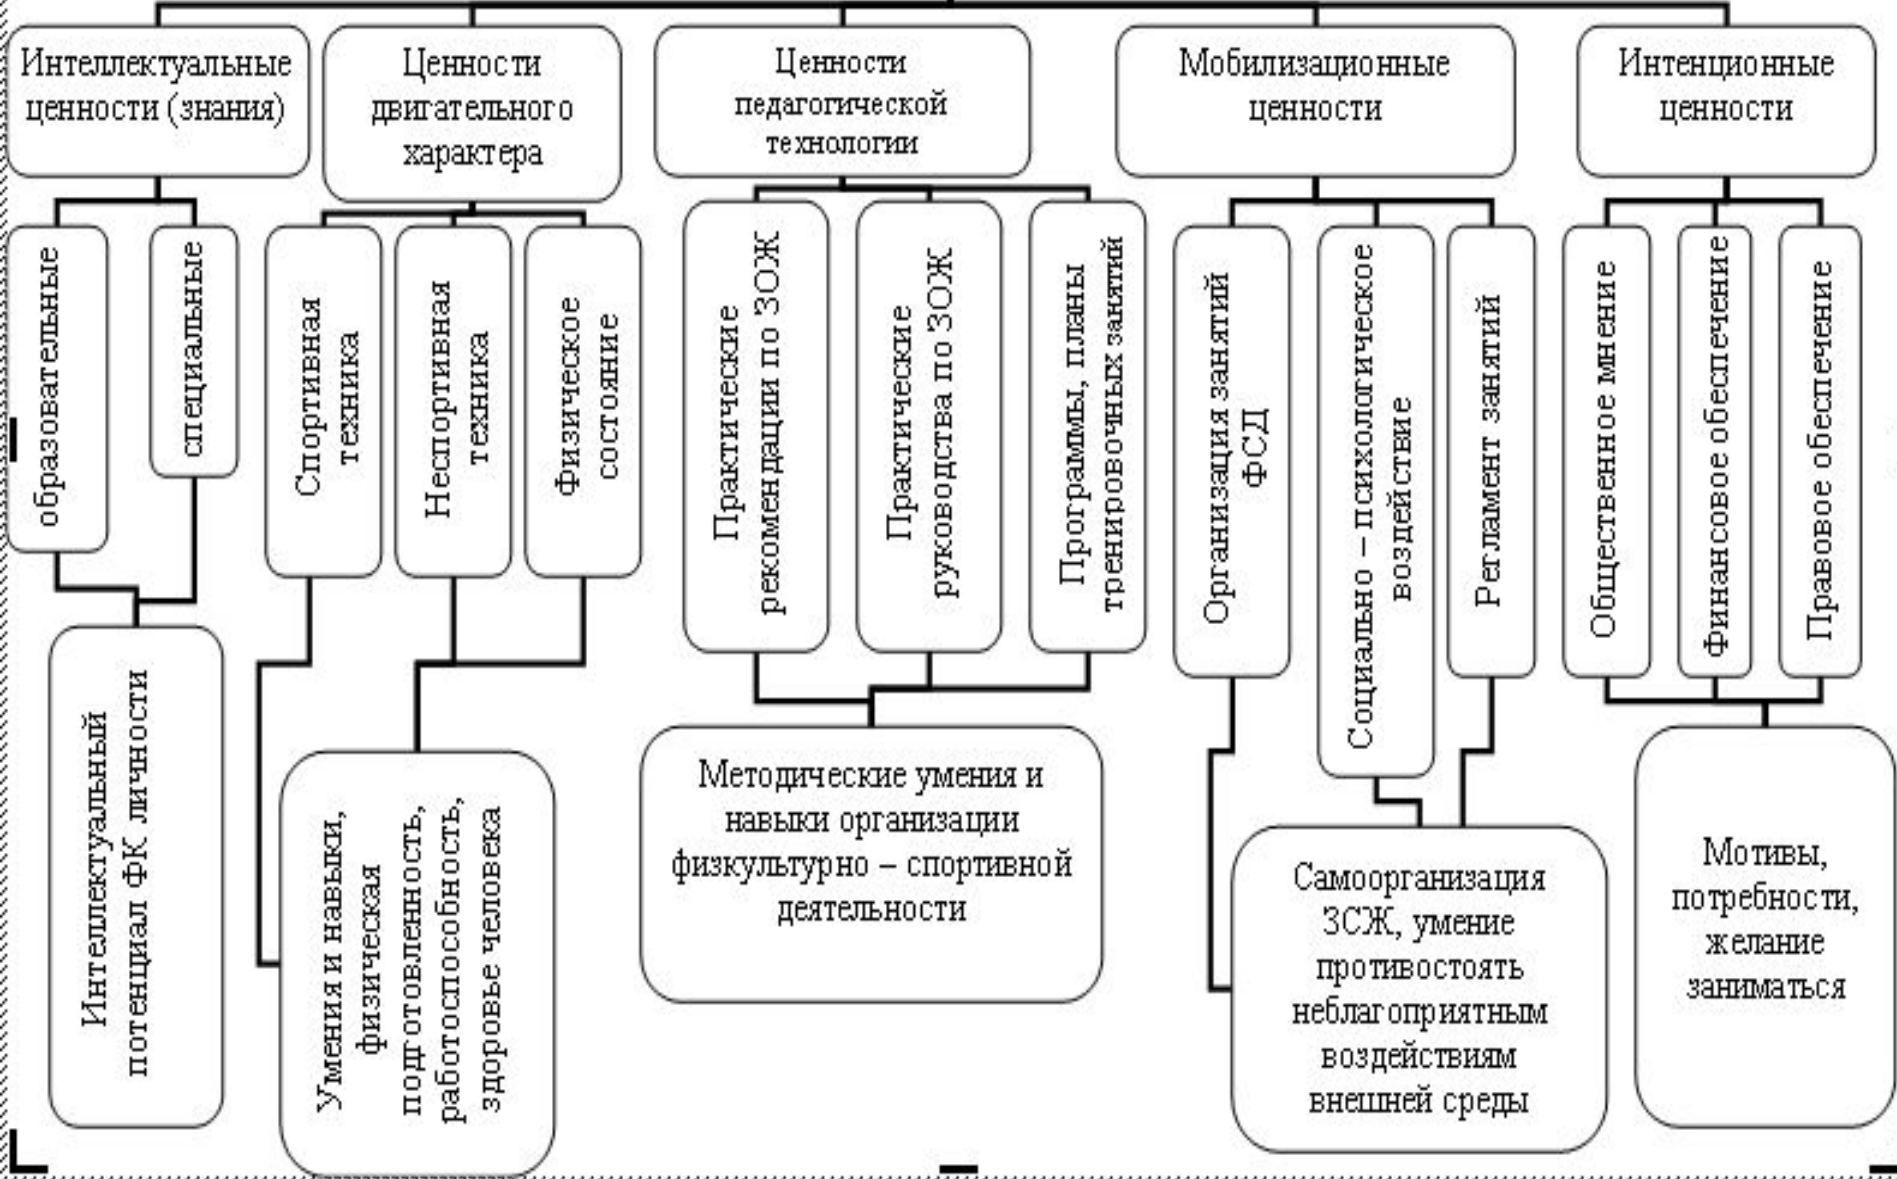 Интеллектуальные
ценности (знания)
Ценности
двигательного
характера
Ценности
педагогической
технологии
Мобилизационные
ценности
Интенционные
ценности
образовательные
специальные
Спортивная
техника
Неспортивная
техника
Физическое
состояние
Практические
рекомендации по ЗОЖ
Практические
руководства по ЗОЖ
Программы, планы
тренировочных занятий
Организация занятий
ФСД
Социально – психологическое
воздействие
Регламент занятий
Общественное мнение
Финансовое обеспечение
Правовое обеспечение
Интеллектуальный
потенциал ФК личности
Умения и навыки,
физическая
подготовленность,
работоспособность,
здоровье человека
Методические умения и
навыки организации
физкультурно – спортивной
деятельности
Самоорганизация
ЗСЖ, умение
противостоять
неблагоприятным
воздействиям
внешней среды
Мотивы,
потребности,
желание
заниматься